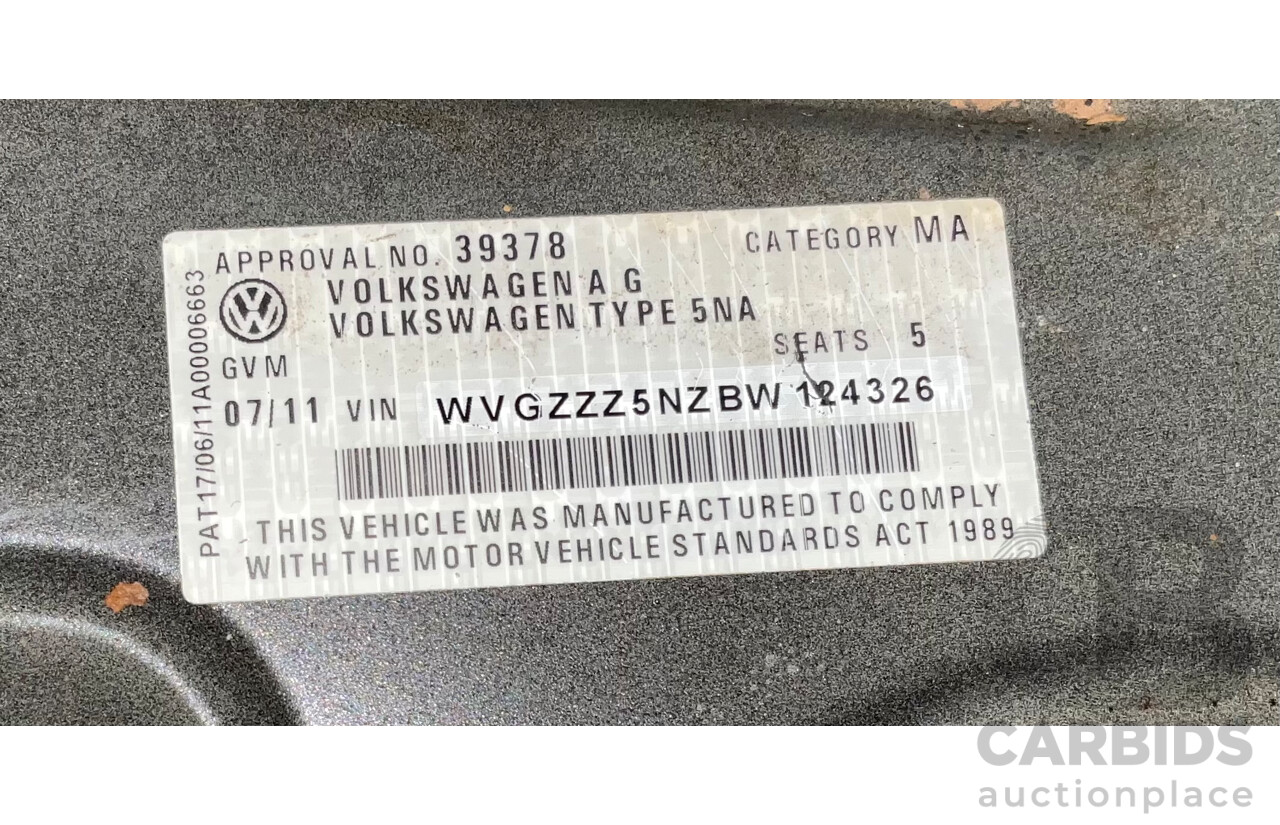 APPROVAL NO. 39378 CATEGORY MA
VOLKSWAGEN A G
VOLKSWAGEN TYPE 5NA
SEATS 5
GVM
07/11 VIN WVGZZZ5NZBW124326
THIS VEHICLE WAS MANUFACTURED TO COMPLY
WITH THE MOTOR VEHICLE STANDARDS ACT 1989
PAT17/06/11A00006663
CARBIDS
auctionplace